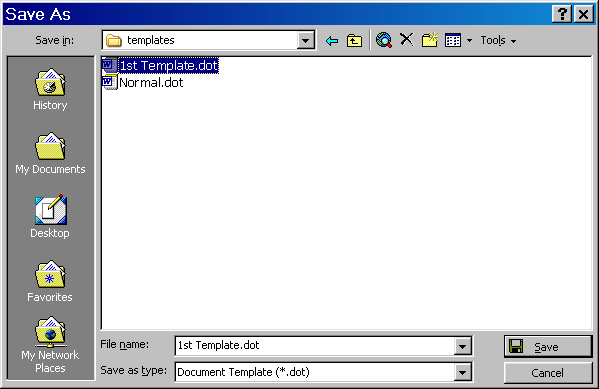 Save As
Save in:
templates
Tools
1st Template.dot
Normal.dot
History
My Documents
Desktop
Favorites
My Network
Places
File name:
1st Template.dot
Save
Save as type:
Document Template (*.dot)
Cancel